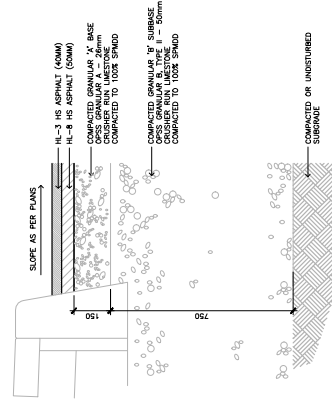 SLOPE AS PER PLANS
HL-3 HS ASPHALT (40MM)
HL-8 HS ASPHALT (50MM)
COMPACTED GRANULAR 'A' BASE
OPSS GRANULAR A - 26mm
CRUSHER RUN LIMESTONE
COMPACTED TO 100% SPMDD
COMPACTED GRANULAR 'B' SUBBASE
OPSS GRANULAR B, TYPE II - 50mm
CRUSHER RUN LIMESTONE
COMPACTED TO 100% SPMDD
COMPACTED OR UNDISTURBED
SUBGRADE
150
750